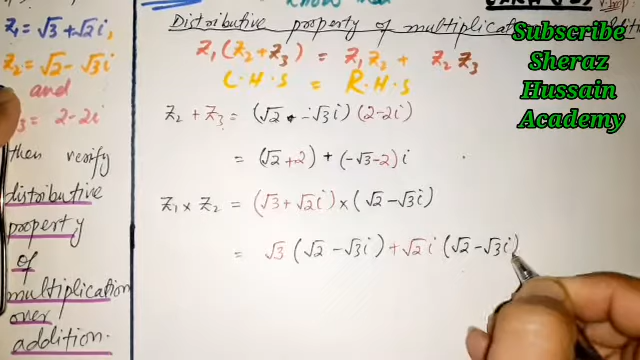 know
Distributive property of multiplication
z₁ = √3 + √2i,
z₂ = √2 - √3i
and
3 = 2 - 2i
then verify
distributive
property
of
multiplication
over
addition.
z₁(z₂ + z₃) = z₁z₂ + z₂z₃
L.H.S = R.H.S
z₂ + z₃ = (√2 - √3i)(2 - 2i)
= (√2 + 2) + (-√3 - 2)i
z₁ × z₂ = (√3 + √2i) × (√2 - √3i)
= √3(√2 - √3i) + √2i(√2 - √3i)
Subscribe
Sheraz
Hussain
Academy